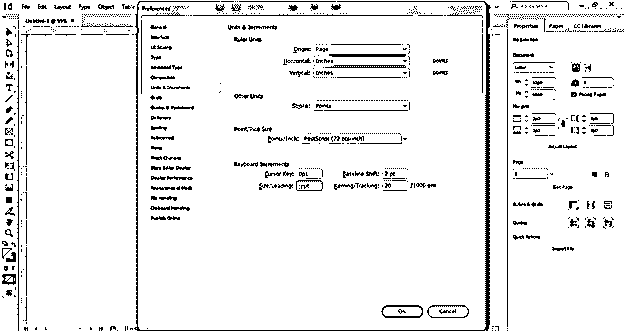 Id File Edit Layout Type Object
Untitled-1 @ 99%
Preferences
General
Interface
UI Scaling
Type
Advanced Type
Composition
Units & Increments
Grids
Guides & Pasteboard
Dictionary
Spelling
Autocorrect
Notes
Track Changes
Story Editor Display
Display Performance
Appearance of Black
File Handling
Clipboard Handling
Publish Online
Units & Increments
Ruler Units
Origin: Page
Horizontal: Inches points
Vertical: Inches points
Other Units
Stroke: Points
Point/Pica Size
Points/Inch: PostScript (72 pts/inch)
Keyboard Increments
Cursor Key: 0p1 Baseline Shift: 2 pt
Size/Leading: Kerning/Tracking: 20 /1000 em
OK Cancel
Properties Pages CC Libraries
No Selection
Document
Facing Pages
Margins
Adjust Layout
Page
Edit Page
Rulers & Grids
Guides
Quick Actions
Import File